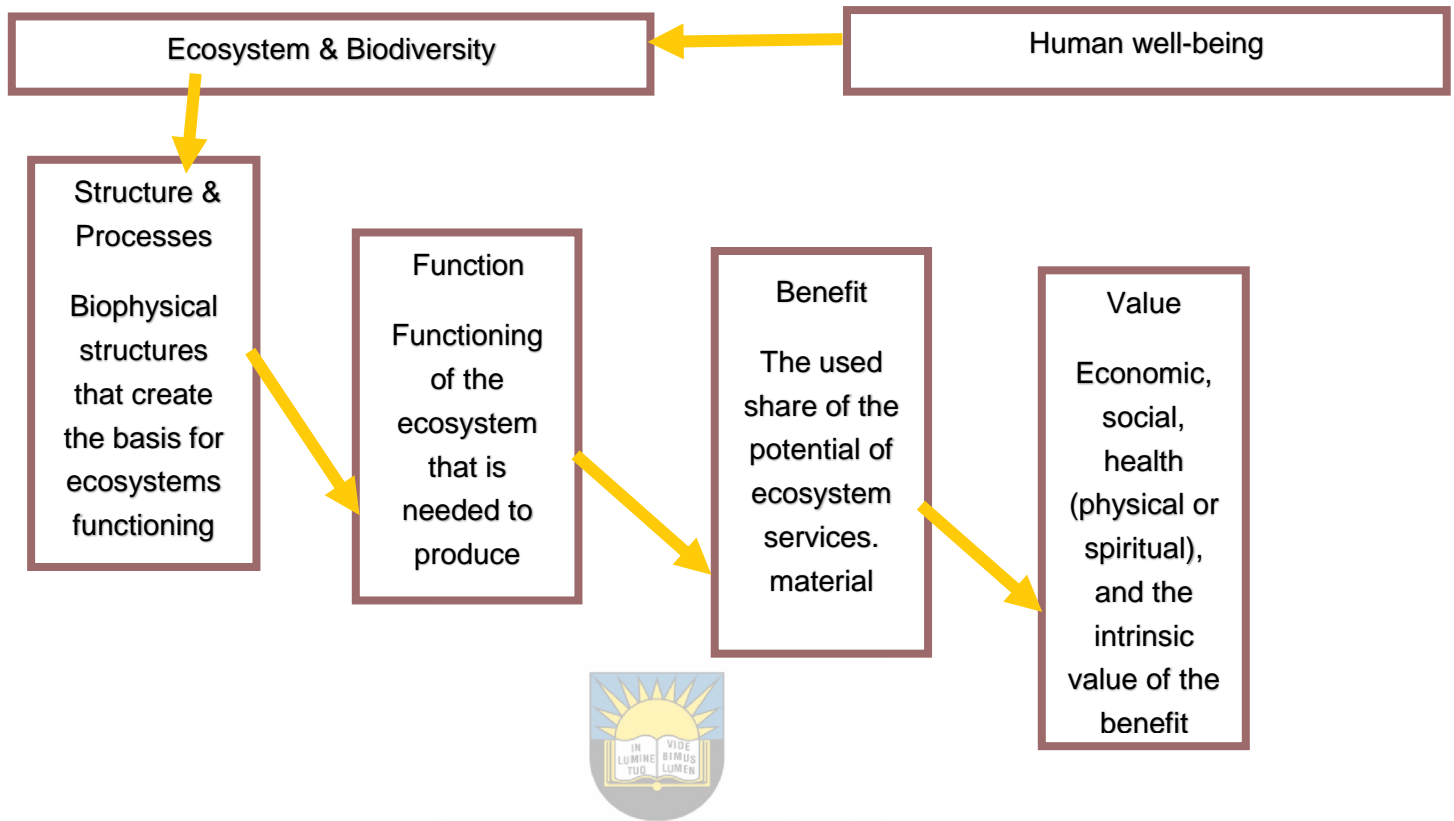 Ecosystem & Biodiversity
Human well-being
Structure &
Processes
Biophysical
structures
that create
the basis for
ecosystems
functioning
Function
Functioning
of the
ecosystem
that is
needed to
produce
Benefit
The used
share of the
potential of
ecosystem
services.
material
Value
Economic,
social,
health
(physical or
spiritual),
and the
intrinsic
value of the
benefit
IN
LUMINE
TUO
VIDE
BIMUS
LUMEN